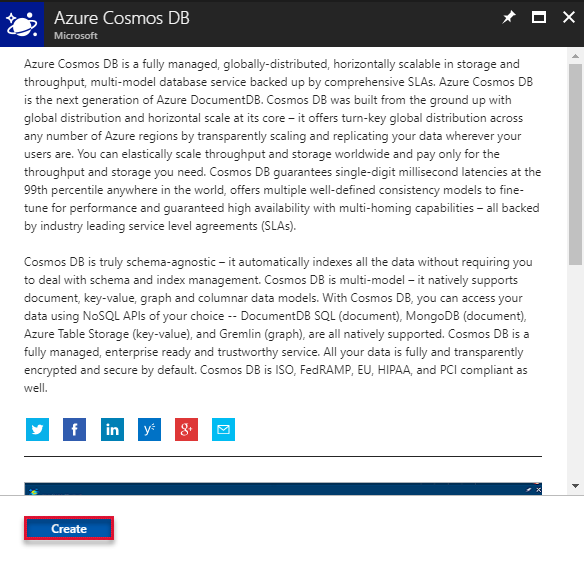 Azure Cosmos DB
Microsoft
Azure Cosmos DB is a fully managed, globally-distributed, horizontally scalable in storage and
throughput, multi-model database service backed up by comprehensive SLAs. Azure Cosmos DB
is the next generation of Azure DocumentDB. Cosmos DB was built from the ground up with
global distribution and horizontal scale at its core – it offers turn-key global distribution across
any number of Azure regions by transparently scaling and replicating your data wherever your
users are. You can elastically scale throughput and storage worldwide and pay only for the
throughput and storage you need. Cosmos DB guarantees single-digit millisecond latencies at the
99th percentile anywhere in the world, offers multiple well-defined consistency models to fine-
tune for performance and guaranteed high availability with multi-homing capabilities – all backed
by industry leading service level agreements (SLAs).
Cosmos DB is truly schema-agnostic – it automatically indexes all the data without requiring you
to deal with schema and index management. Cosmos DB is multi-model – it natively supports
document, key-value, graph and columnar data models. With Cosmos DB, you can access your
data using NoSQL APIs of your choice -- DocumentDB SQL (document), MongoDB (document),
Azure Table Storage (key-value), and Gremlin (graph), are all natively supported. Cosmos DB is a
fully managed, enterprise ready and trustworthy service. All your data is fully and transparently
encrypted and secure by default. Cosmos DB is ISO, FedRAMP, EU, HIPAA, and PCI compliant as
well.
Create